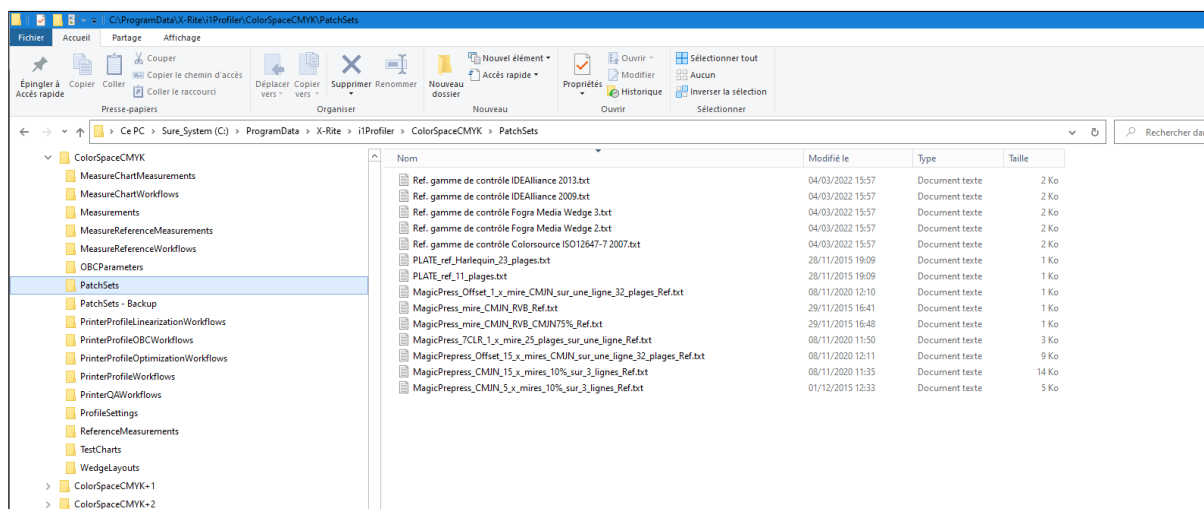 C:\ProgramData\X-Rite\i1Profiler\ColorSpaceCMYK\PatchSets
Fichier Accueil Partage Affichage
Épingler à Accès rapide
Copier
Coller
Couper
Copier le chemin d'accès
Coller le raccourci
Presse-papiers
Déplacer vers
Copier vers
Supprimer
Renommer
Organiser
Nouveau dossier
Nouvel élément
Accès rapide
Nouveau
Propriétés
Ouvrir
Modifier
Historique
Ouvrir
Sélectionner tout
Aucun
Inverser la sélection
Sélectionner
Ce PC > Sure_System (C:) > ProgramData > X-Rite > i1Profiler > ColorSpaceCMYK > PatchSets
Rechercher dan
ColorSpaceCMYK
MeasureChartMeasurements
MeasureChartWorkflows
Measurements
MeasureReferenceMeasurements
MeasureReferenceWorkflows
OBCParameters
PatchSets
PatchSets - Backup
PrinterProfileLinearizationWorkflows
PrinterProfileOBCWorkflows
PrinterProfileOptimizationWorkflows
PrinterProfileWorkflows
PrinterQAWorkflows
ProfileSettings
ReferenceMeasurements
TestCharts
WedgeLayouts
ColorSpaceCMYK+1
ColorSpaceCMYK+2
Nom Modifié le Type Taille
Ref. gamme de contrôle IDEAlliance 2013.txt 04/03/2022 15:57 Document texte 2 Ko
Ref. gamme de contrôle IDEAlliance 2009.txt 04/03/2022 15:57 Document texte 2 Ko
Ref. gamme de contrôle Fogra Media Wedge 3.txt 04/03/2022 15:57 Document texte 2 Ko
Ref. gamme de contrôle Fogra Media Wedge 2.txt 04/03/2022 15:57 Document texte 2 Ko
Ref. gamme de contrôle Colorsource ISO12647-7 2007.txt 04/03/2022 15:57 Document texte 2 Ko
PLATE_ref_Harlequin_23_plages.txt 28/11/2015 19:09 Document texte 1 Ko
PLATE_ref_11_plages.txt 28/11/2015 19:09 Document texte 1 Ko
MagicPress_Offset_1_x_mire_CMJN_sur_une_ligne_32_plages_Ref.txt 08/11/2020 12:10 Document texte 1 Ko
MagicPress_mire_CMJN_RVB_Ref.txt 29/11/2015 16:41 Document texte 1 Ko
MagicPress_mire_CMJN_RVB_CMJN75%_Ref.txt 29/11/2015 16:48 Document texte 1 Ko
MagicPress_7CLR_1_x_mire_25_plages_sur_une_ligne_Ref.txt 08/11/2020 11:50 Document texte 3 Ko
MagicPrepress_Offset_15_x_mires_CMJN_sur_une_ligne_32_plages_Ref.txt 08/11/2020 12:11 Document texte 9 Ko
MagicPrepress_CMJN_15_x_mires_10%_sur_3_lignes_Ref.txt 08/11/2020 11:35 Document texte 14 Ko
MagicPrepress_CMJN_5_x_mires_10%_sur_3_lignes_Ref.txt 01/12/2015 12:33 Document texte 5 Ko